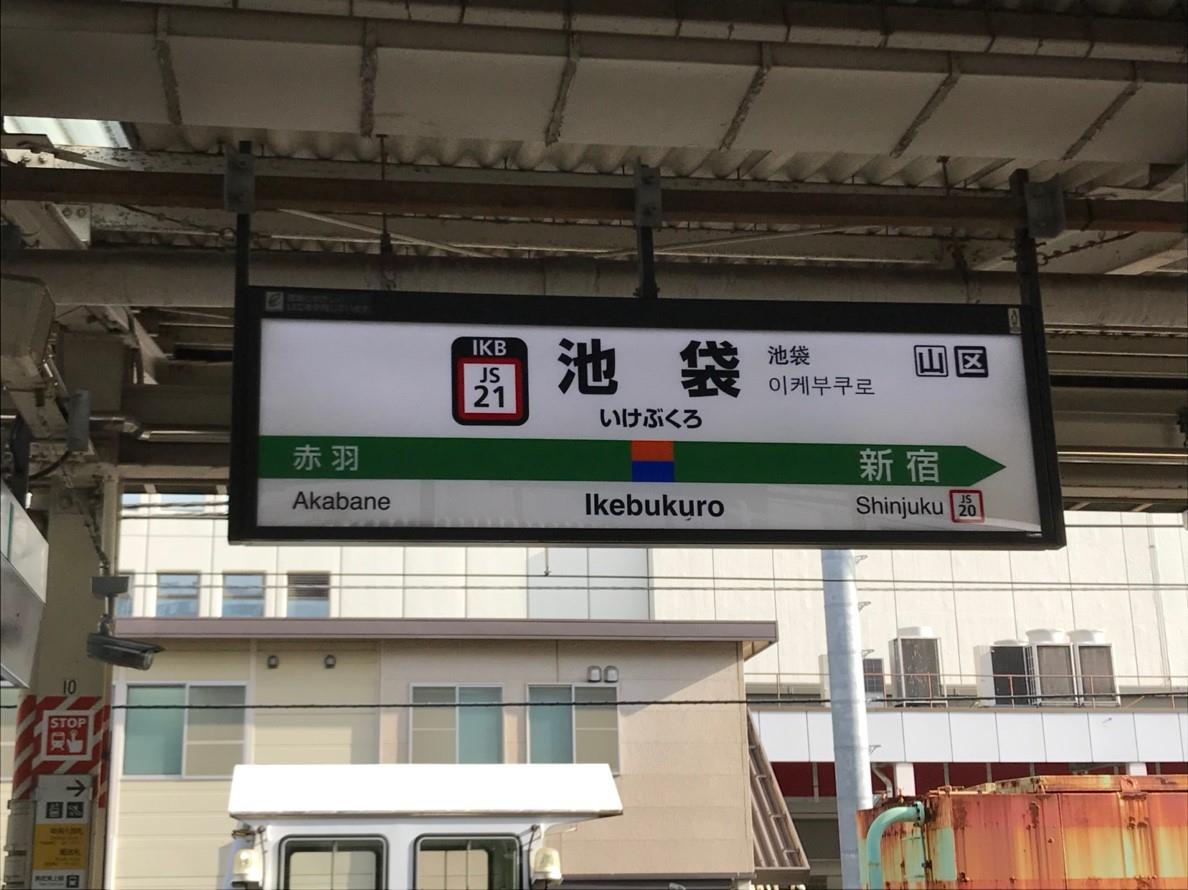 IKB
JS
21
池袋
池袋
이케부쿠로
山 区
いけぶくろ
赤羽
新宿
Akabane
Ikebukuro
Shinjuku
JS
20
10
STOP